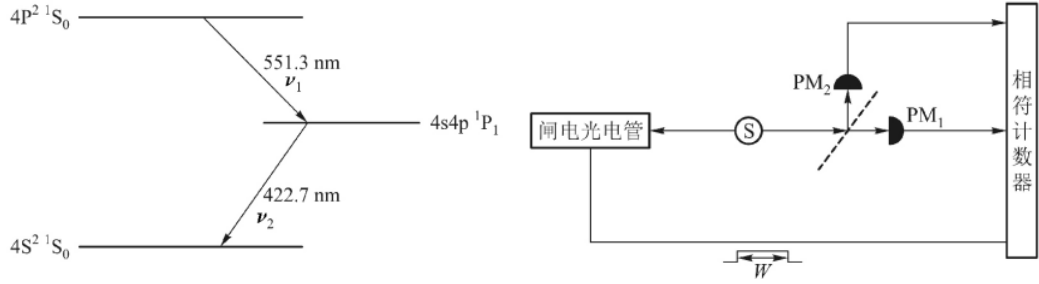 4P² ¹S₀
551.3 nm
ν₁
4s4p ¹P₁
422.7 nm
ν₂
4S² ¹S₀
闸电光电管
S
PM₂
PM₁
相符计数器
W